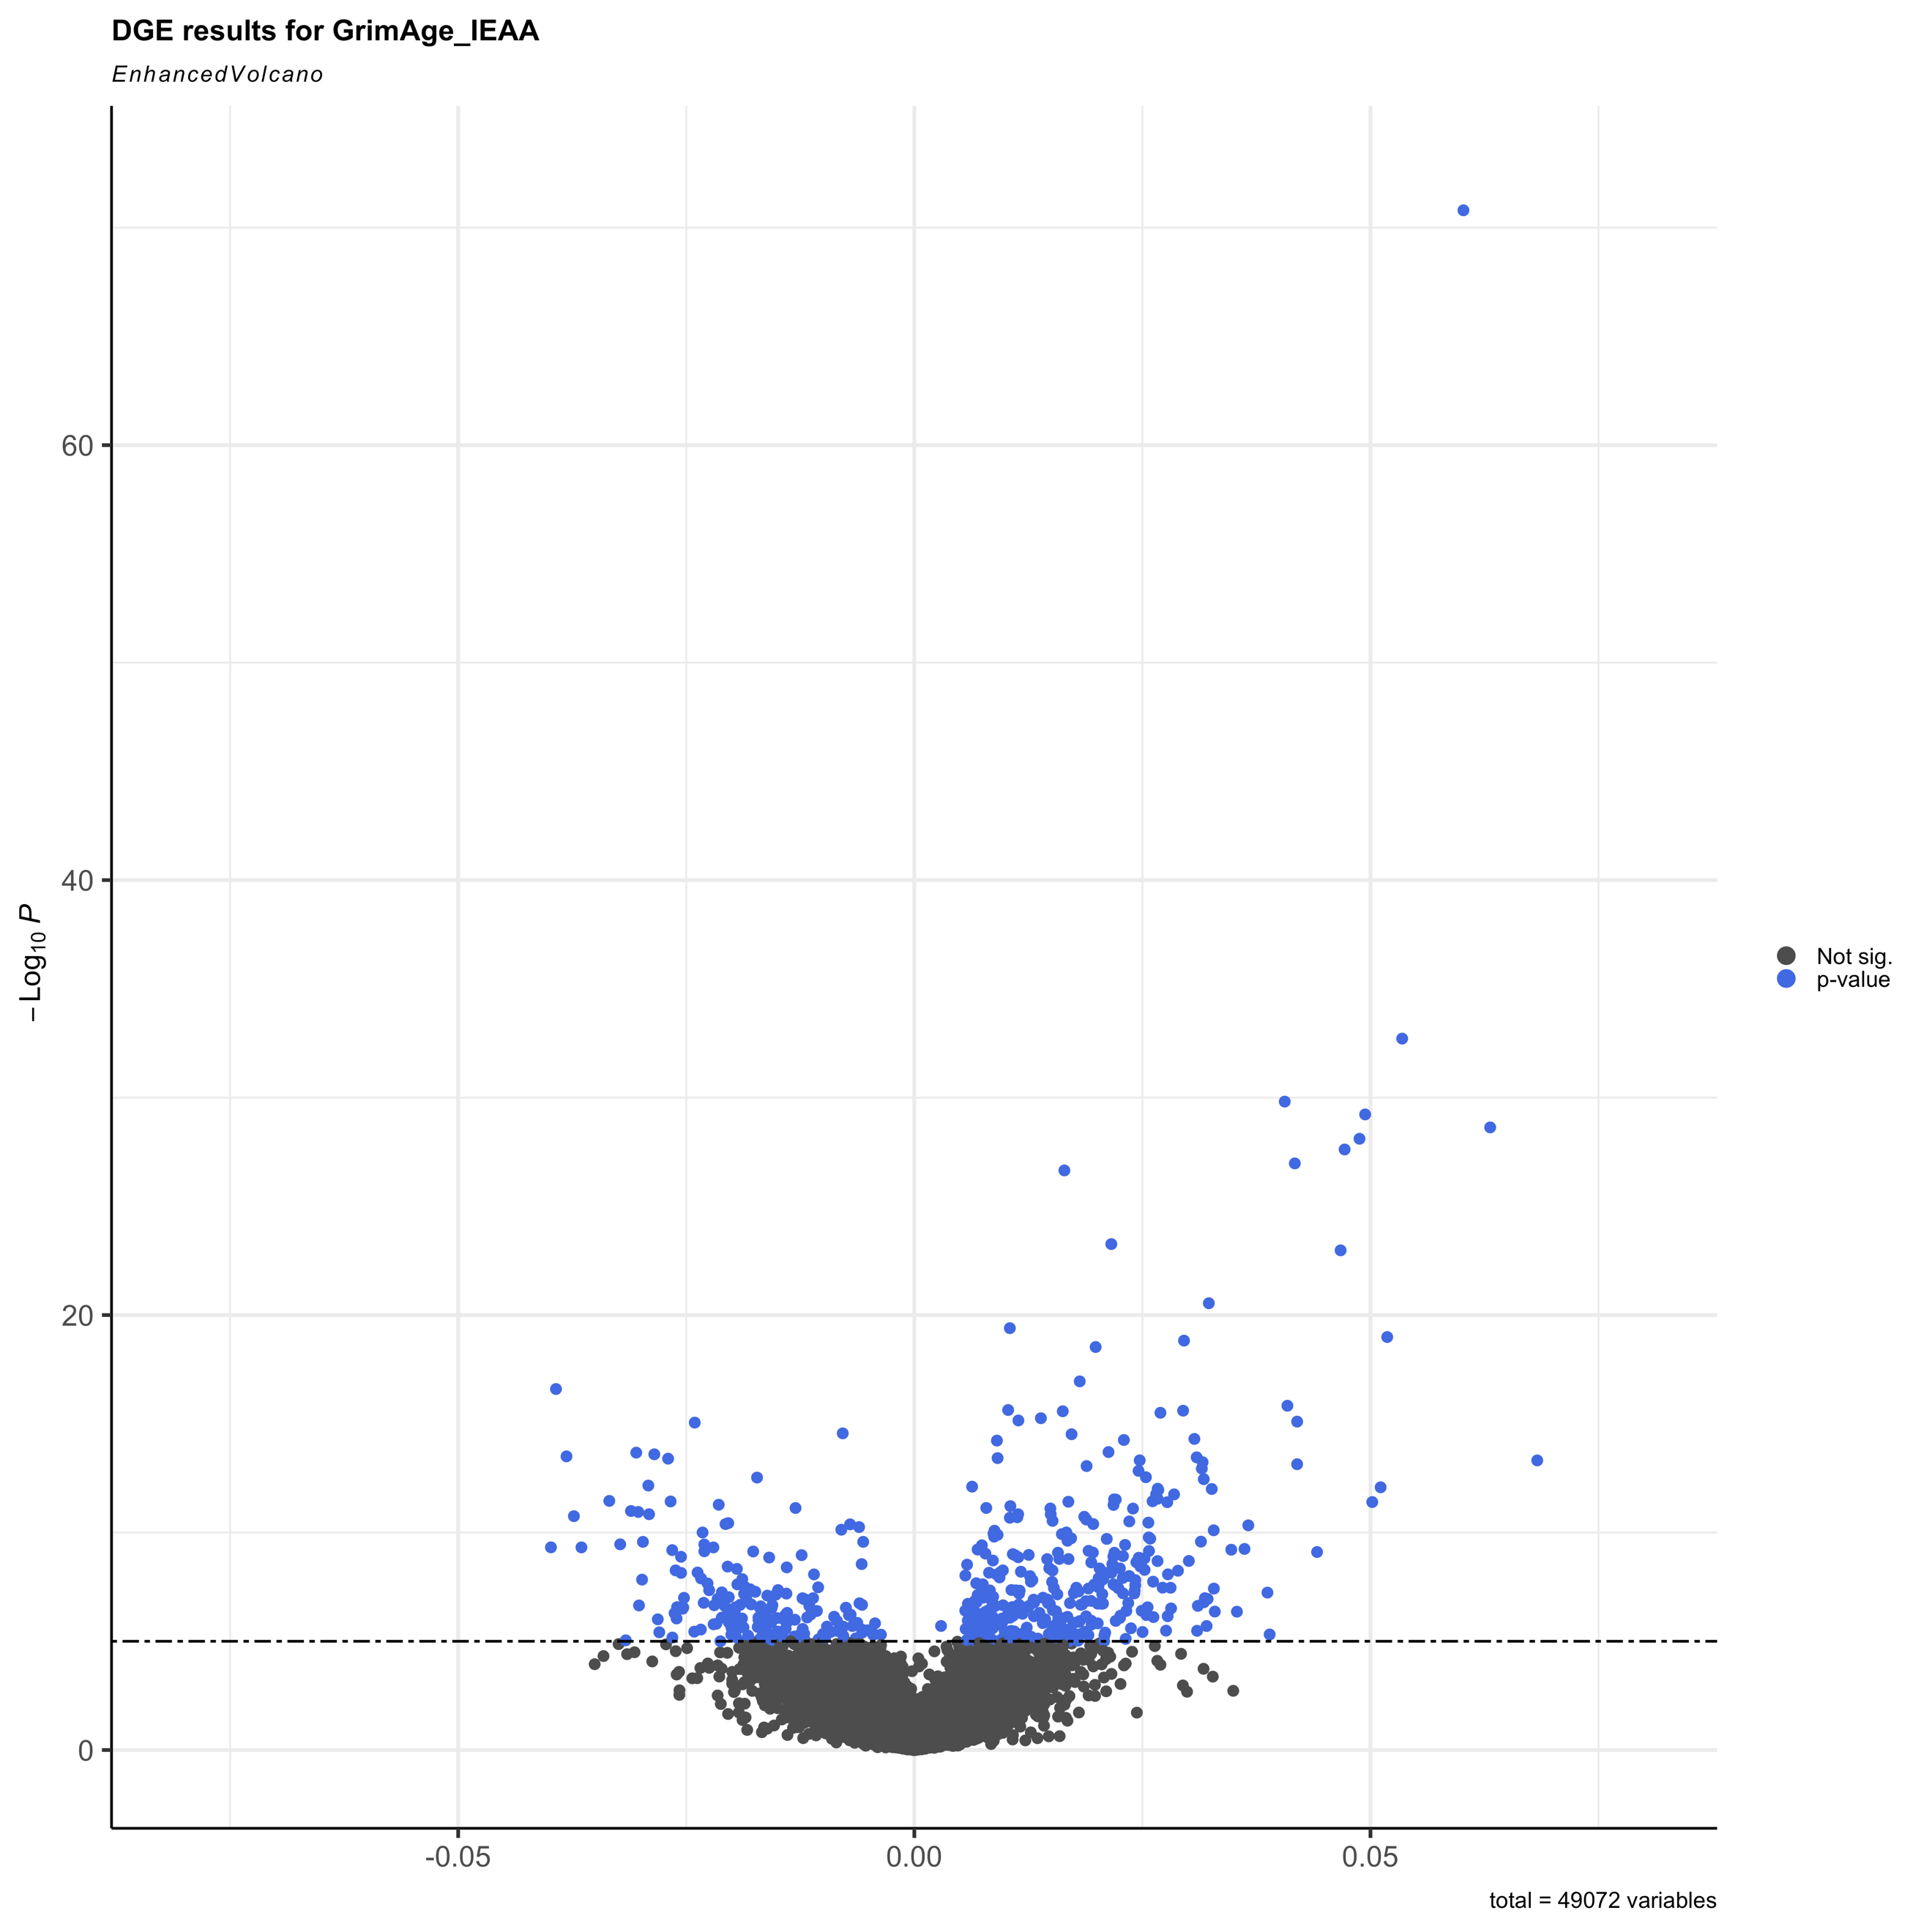 DGE results for GrimAge_IEAA
EnhancedVolcano
60
40
20
0
− Log10 P
-0.05 0.00 0.05
Not sig.
p-value
total = 49072 variables